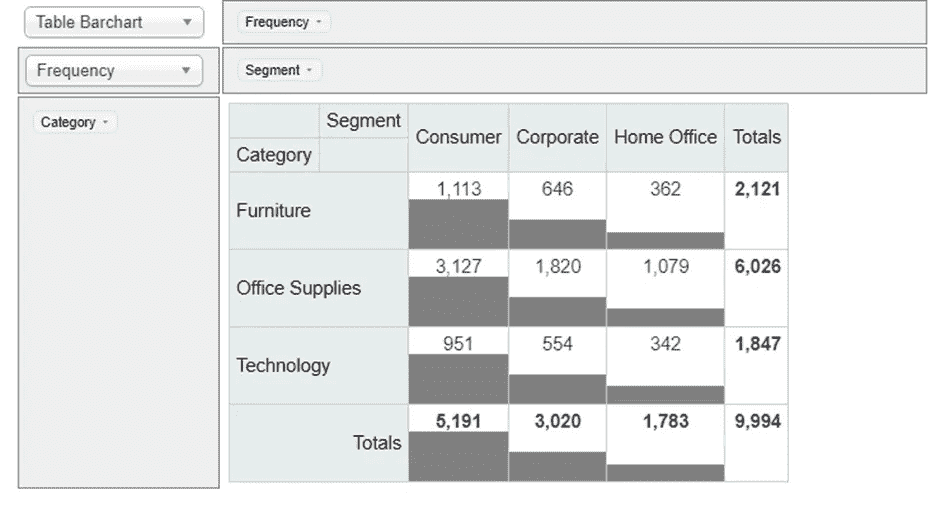 Table Barchart ▼ Frequency
Frequency ▼ Segment
Category
Segment
Consumer Corporate Home Office Totals
Category
1,113 646 362 2,121
Furniture
3,127 1,820 1,079 6,026
Office Supplies
951 554 342 1,847
Technology
5,191 3,020 1,783 9,994
Totals